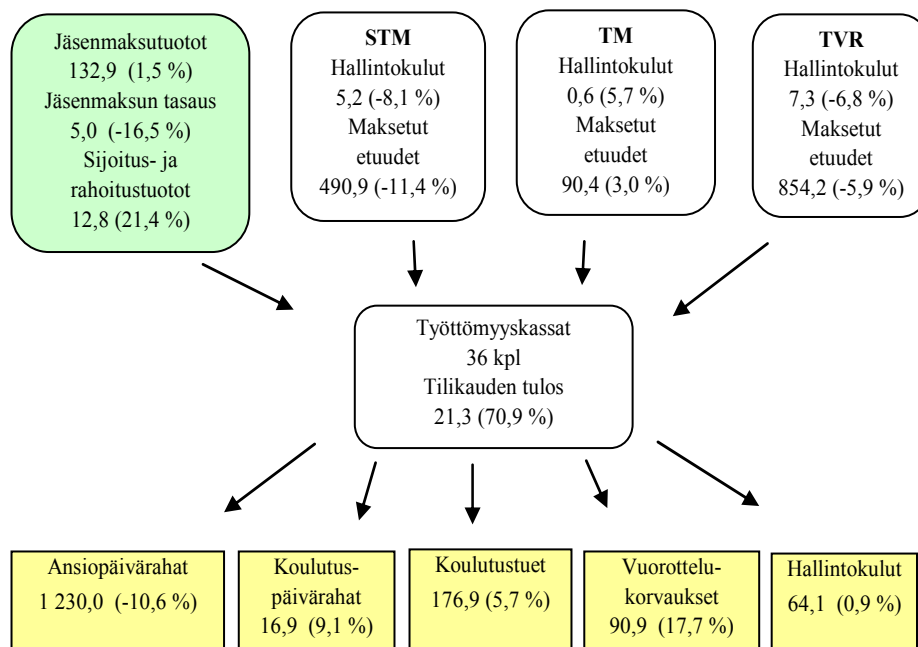 Jäsenmaksutuotot
132,9 (1,5 %)
Jäsenmaksun tasaus
5,0 (-16,5 %)
Sijoitus- ja
rahoitustuotot
12,8 (21,4 %)
STM
Hallintokulut
5,2 (-8,1 %)
Maksetut
etuudet
490,9 (-11,4 %)
TM
Hallintokulut
0,6 (5,7 %)
Maksetut
etuudet
90,4 (3,0 %)
TVR
Hallintokulut
7,3 (-6,8 %)
Maksetut
etuudet
854,2 (-5,9 %)
Työttömyyskassat
36 kpl
Tilikauden tulos
21,3 (70,9 %)
Ansiopäivärahat
1 230,0 (-10,6 %)
Koulutus-
päivärahat
16,9 (9,1 %)
Koulutustuet
176,9 (5,7 %)
Vuorottelu-
korvaukset
90,9 (17,7 %)
Hallintokulut
64,1 (0,9 %)